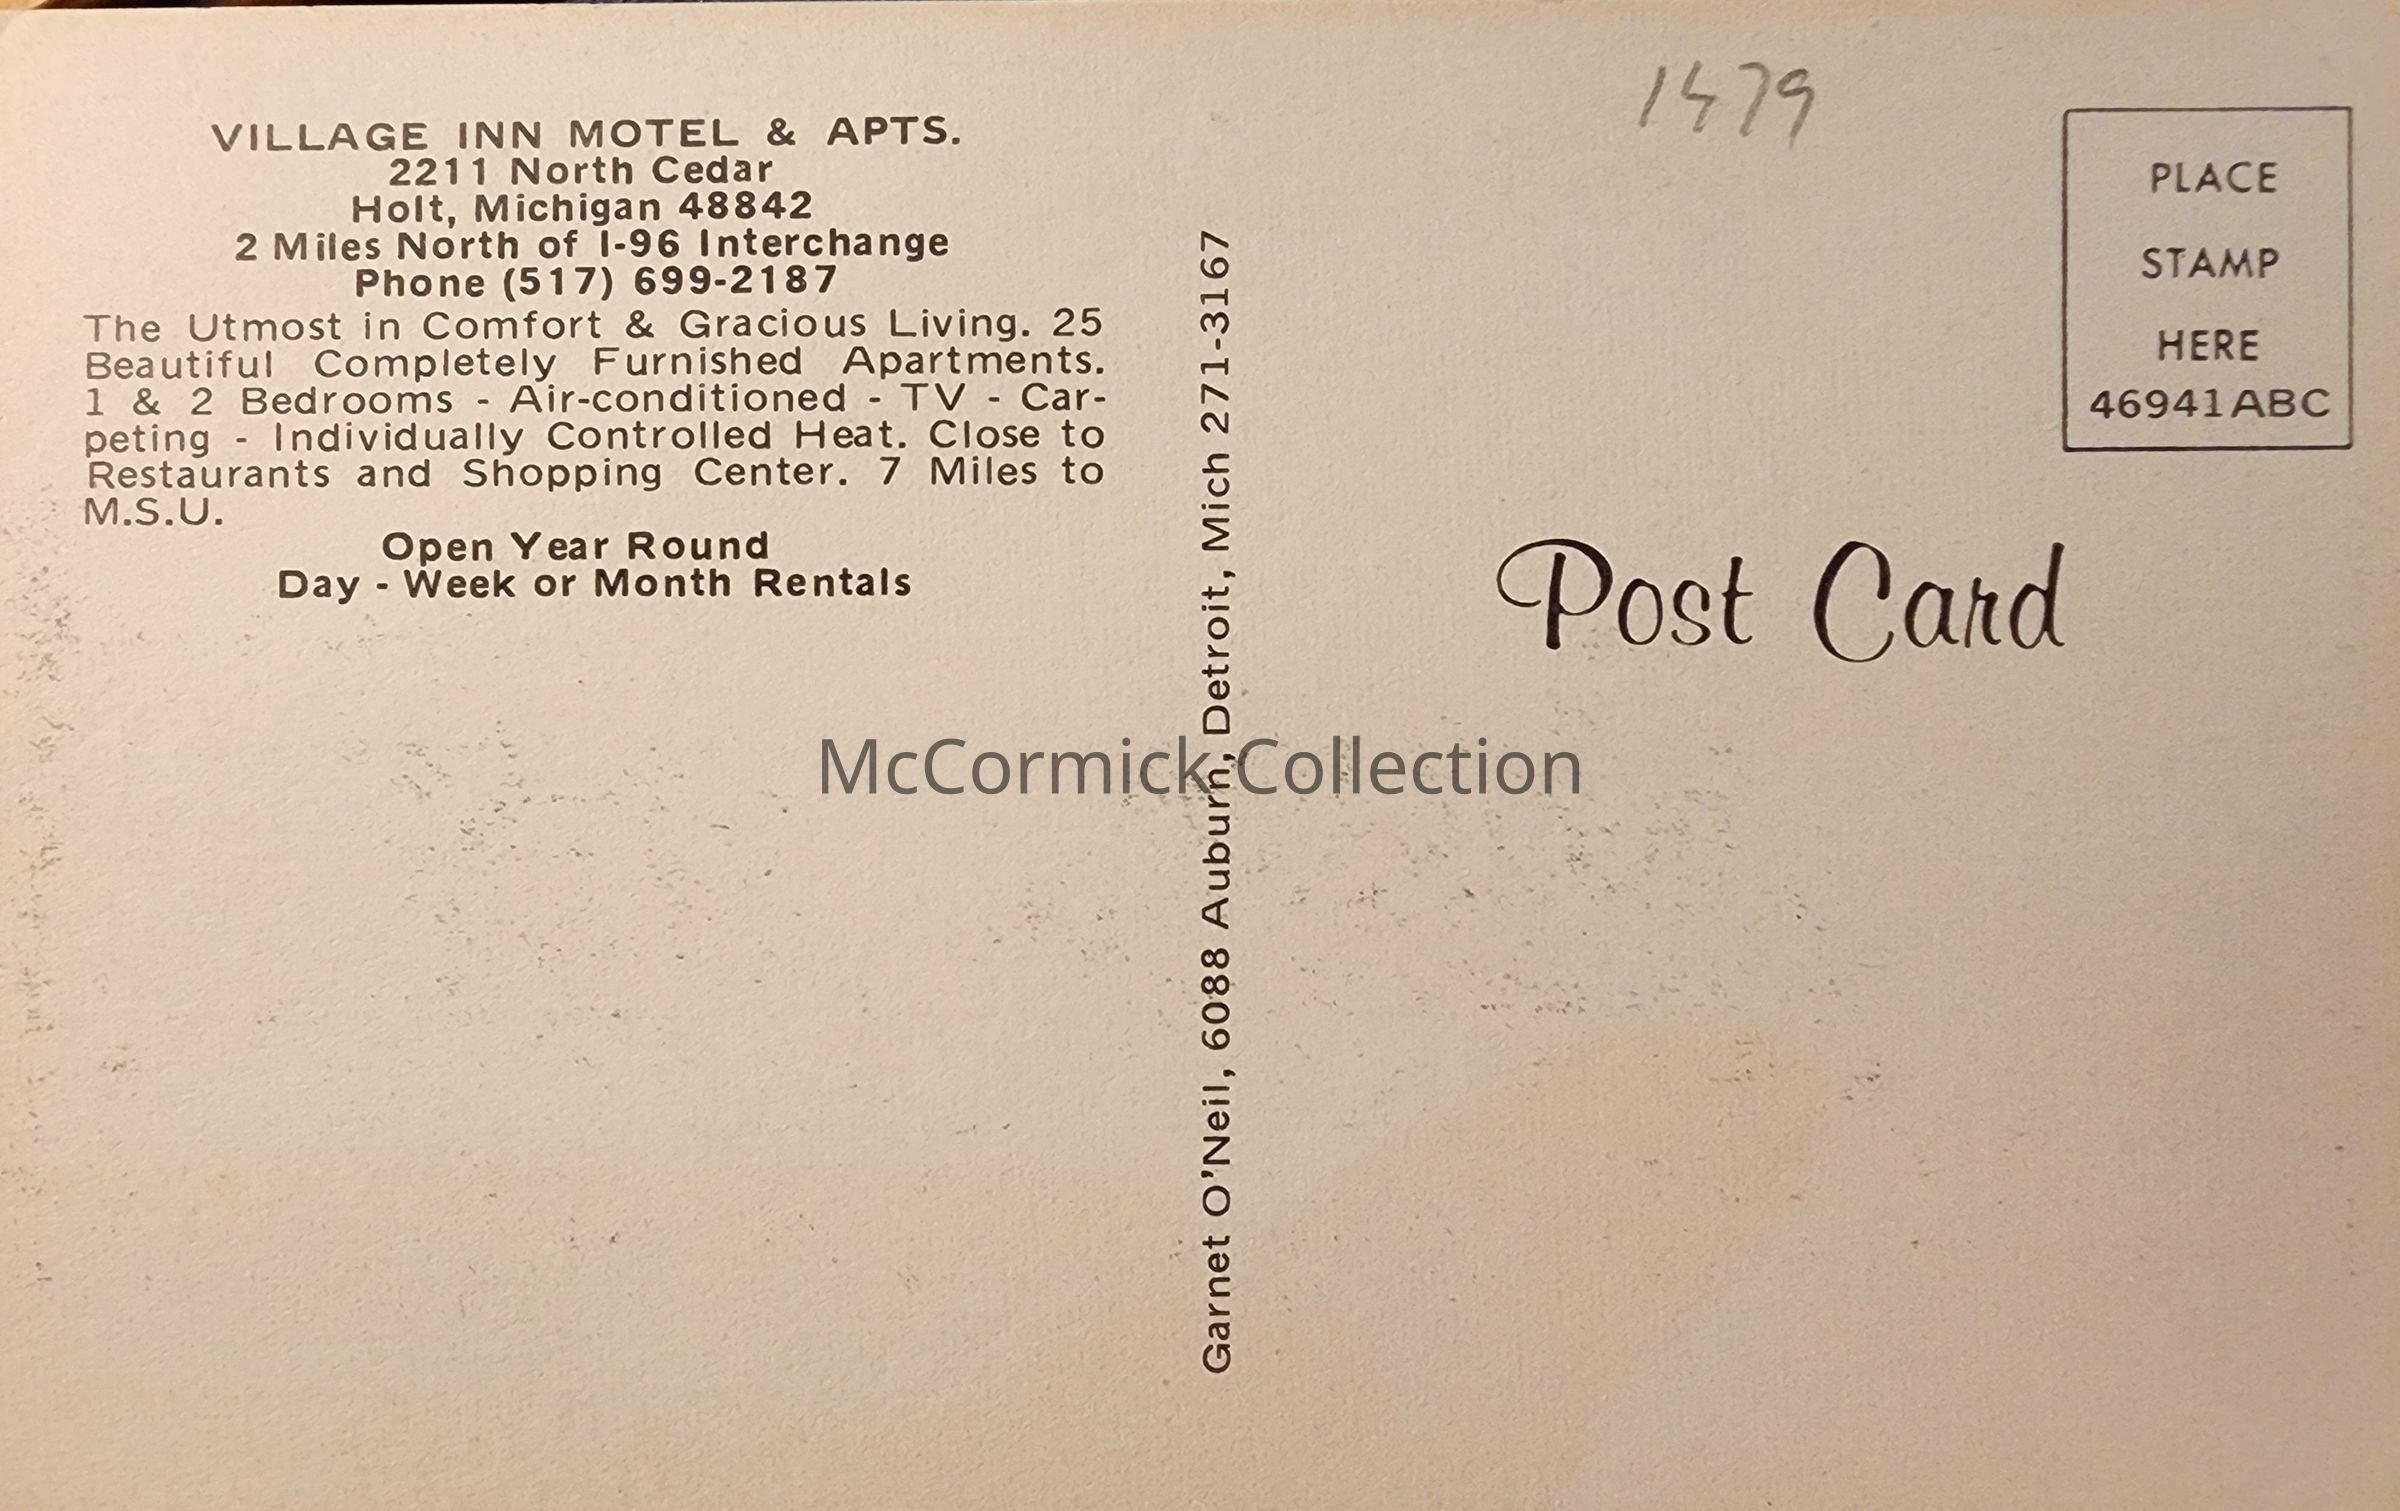 VILLAGE INN MOTEL & APTS.
2211 North Cedar
Holt, Michigan 48842
2 Miles North of I-96 Interchange
Phone (517) 699-2187
The Utmost in Comfort & Gracious Living. 25
Beautiful Completely Furnished Apartments.
1 & 2 Bedrooms - Air-conditioned - TV - Car-
peting - Individually Controlled Heat. Close to
Restaurants and Shopping Center. 7 Miles to
M.S.U.
Open Year Round
Day - Week or Month Rentals
Garnet O'Neil, 6088 Auburn, Detroit, Mich 271-3167
1479
PLACE
STAMP
HERE
46941ABC
Post Card
McCormick Collection